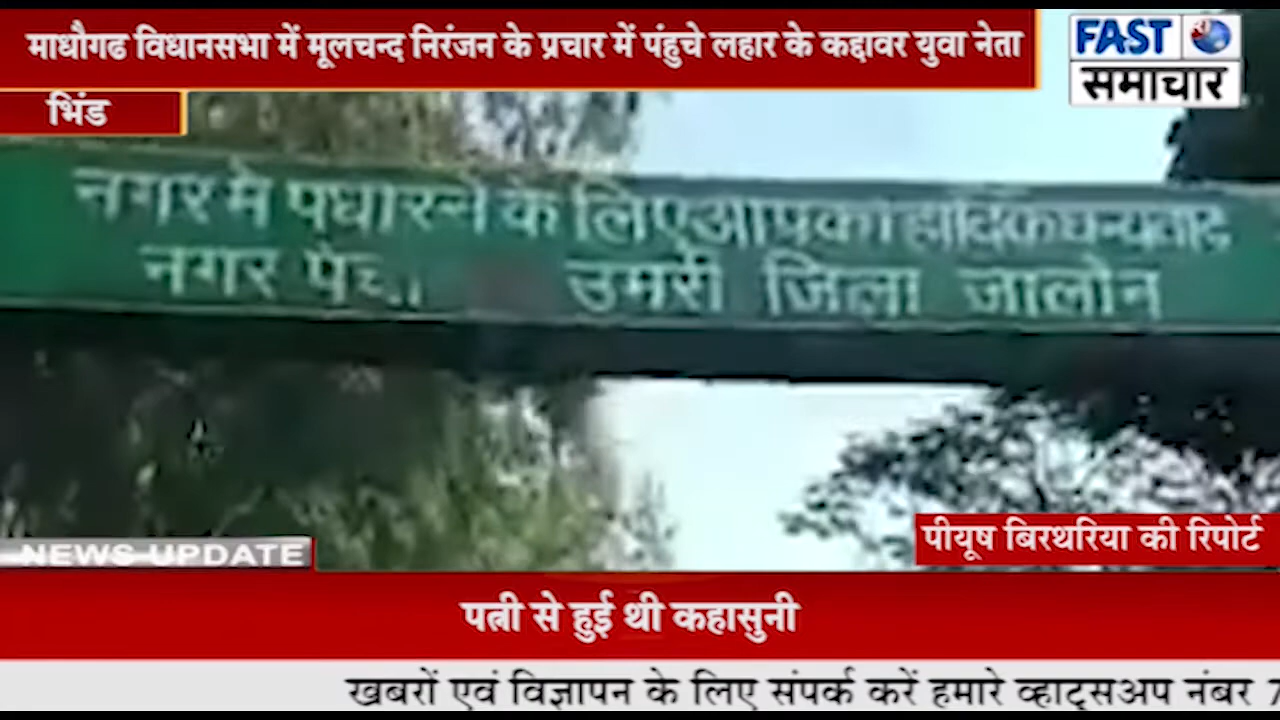 माधौगढ विधानसभा में मूलचन्द निरंजन के प्रचार में पंहुचे लहार के कद्दावर युवा नेता
FAST
समाचार
भिंड
नगर मे पधारने के लिए आपका हार्दिक धन्यवाद
नगर पंचा. उमरी जिला जालोन
NEWS UPDATE
पीयूष बिरथरिया की रिपोर्ट
पत्नी से हुई थी कहासुनी
खबरों एवं विज्ञापन के लिए संपर्क करें हमारे व्हाट्सअप नंबर 7